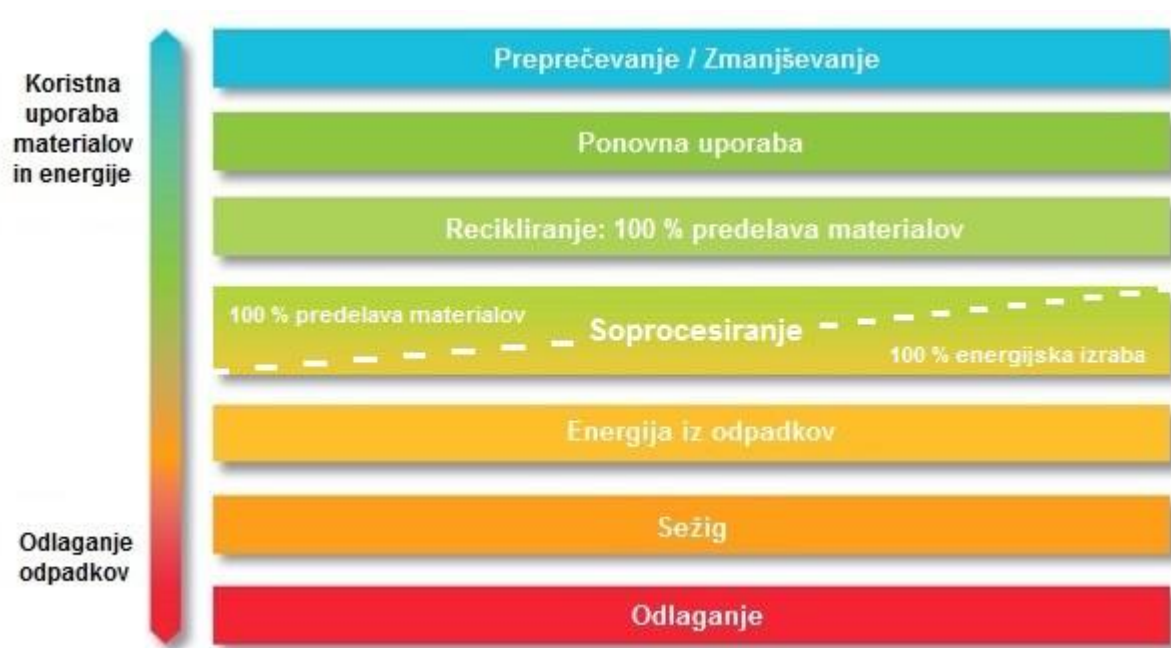 Koristna
uporaba
materialov
in energije
Preprečevanje / Zmanjševanje
Ponovna uporaba
Recikliranje: 100 % predelava materialov
100 % predelava materialov
Soprocesiranje
100 % energijska izraba
Energija iz odpadkov
Sežig
Odlaganje
odpadkov
Odlaganje